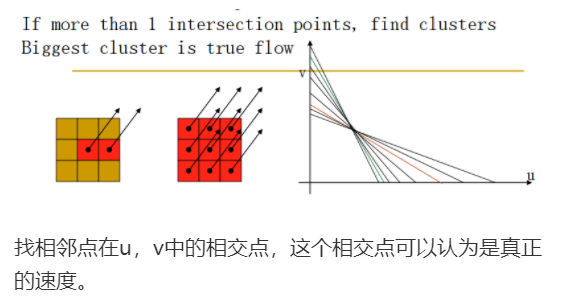 If more than 1 intersection points, find clusters
Biggest cluster is true flow
v
u
找相邻点在u，v中的相交点，这个相交点可以认为是真正
的速度。